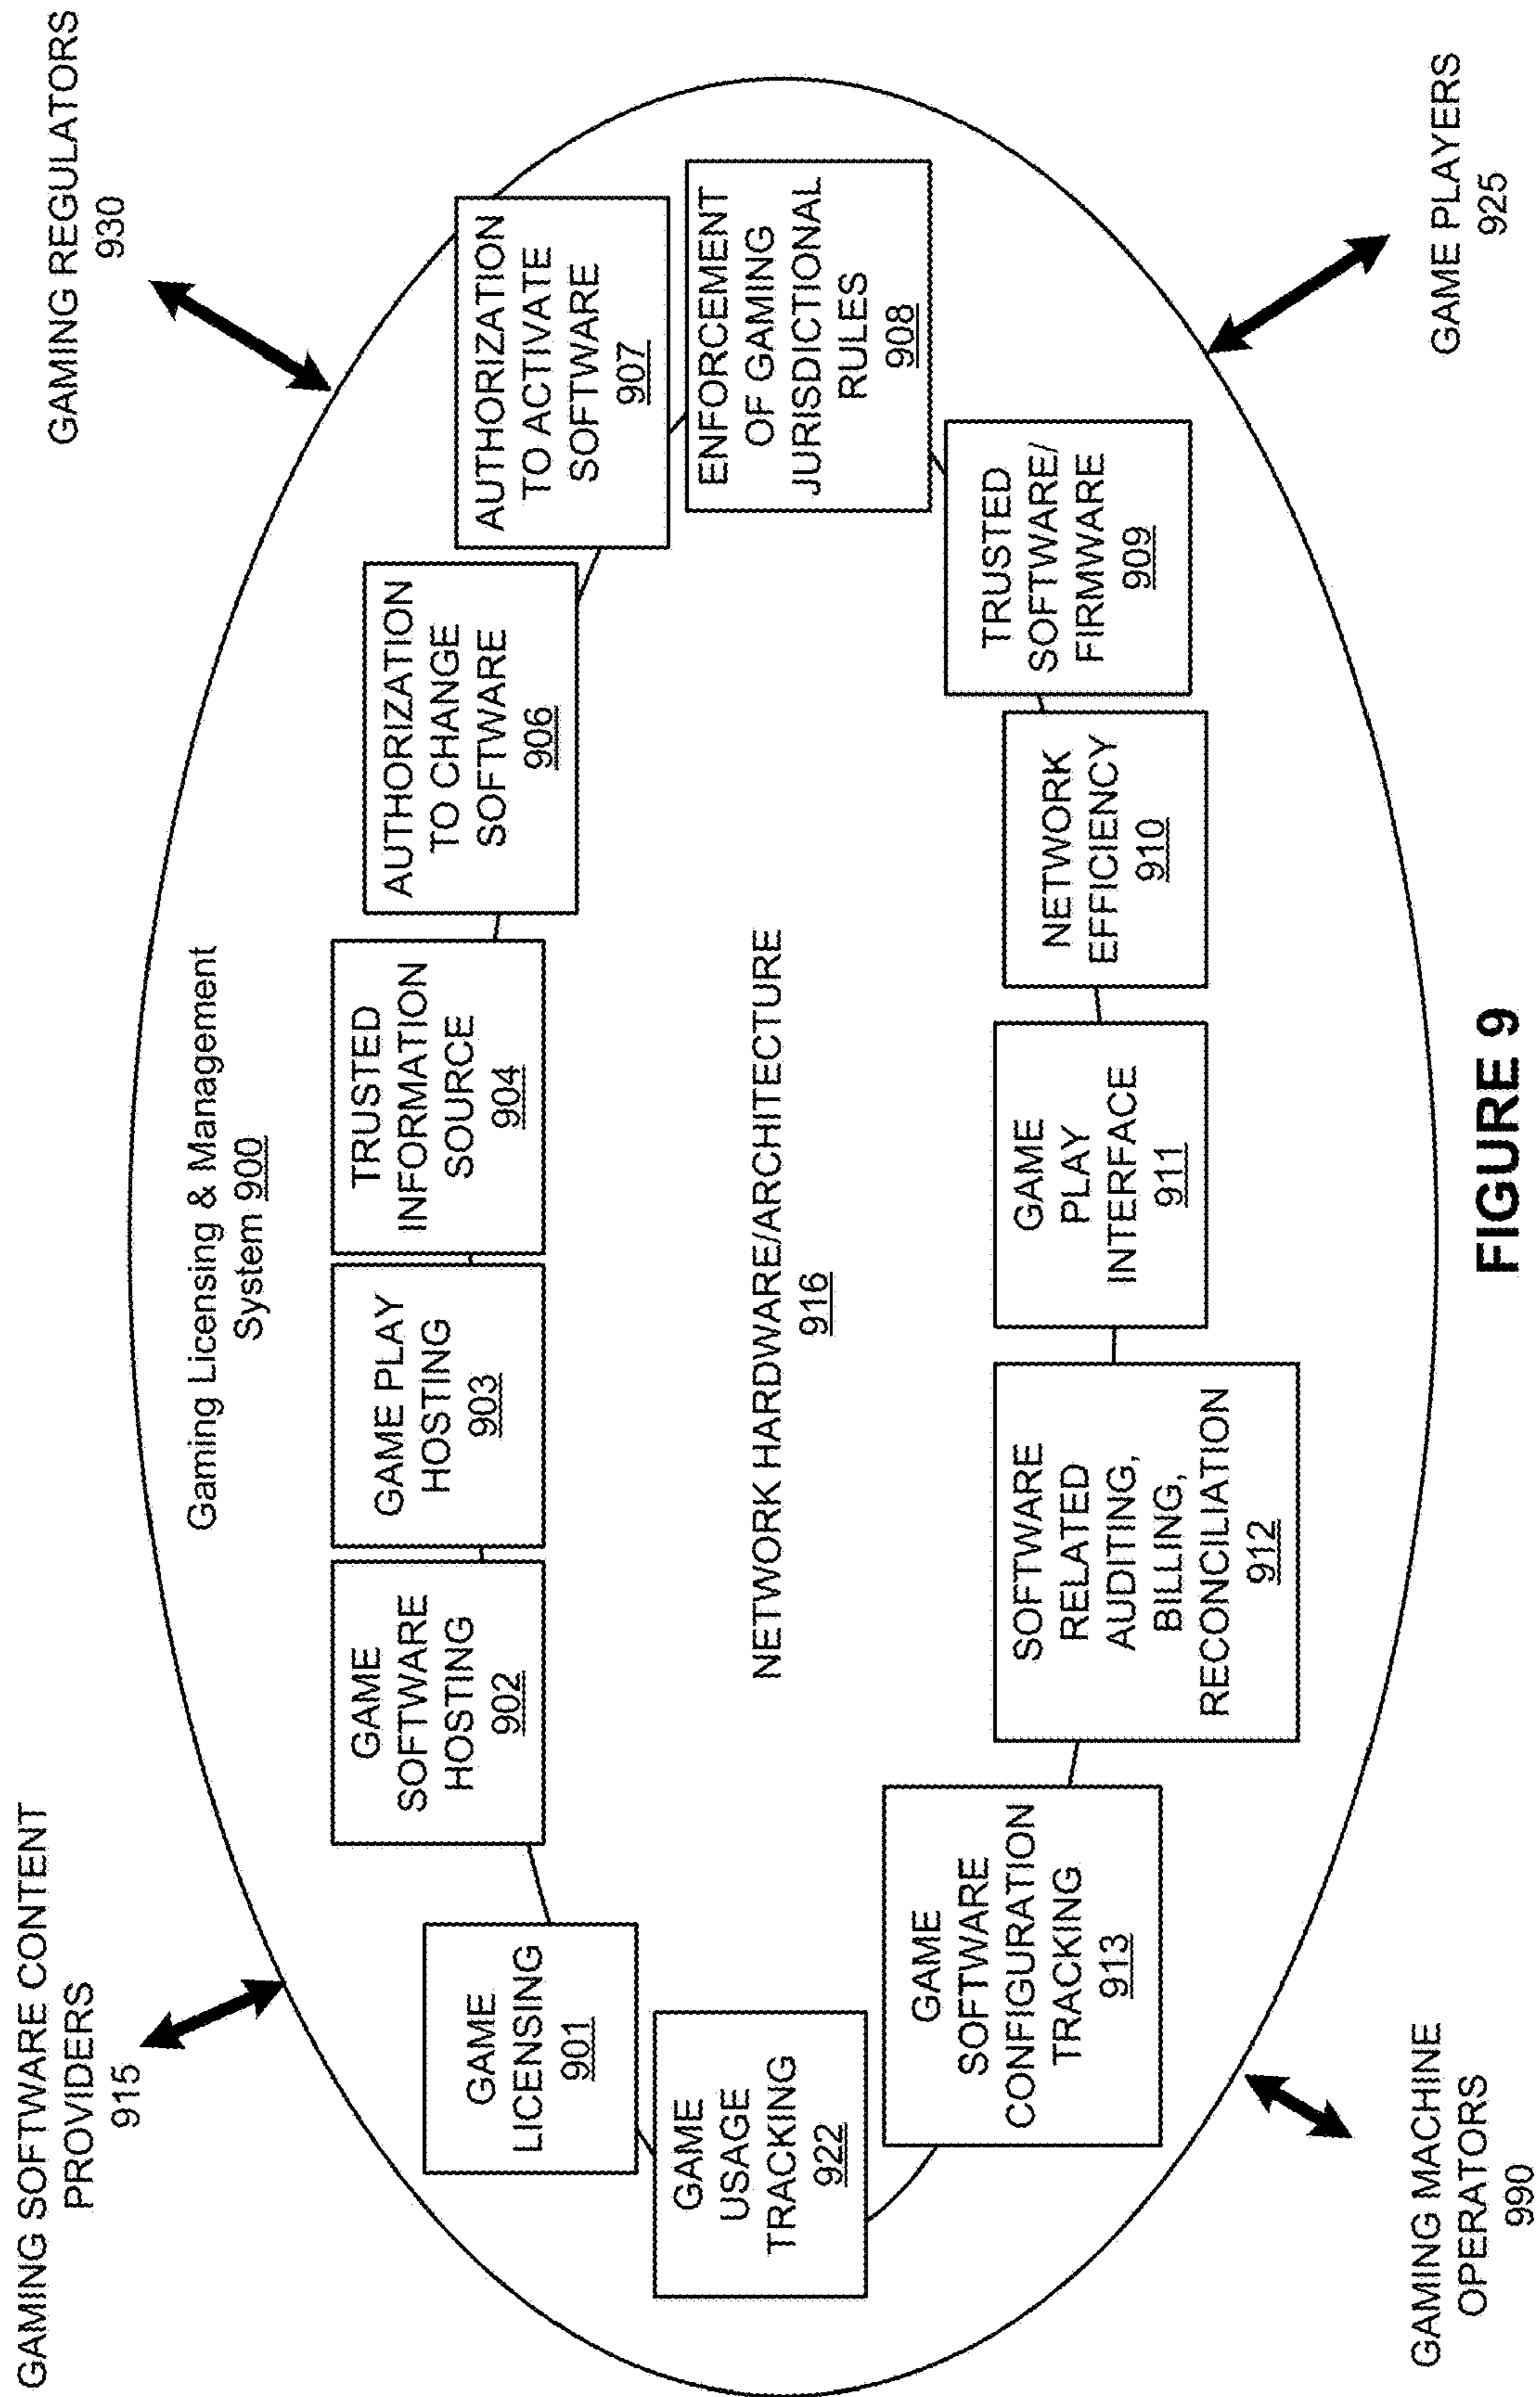 GAMING SOFTWARE CONTENT
PROVIDERS
915
GAMING REGULATORS
930
Gaming Licensing & Management
System 900
GAME
LICENSING
901
GAME
SOFTWARE
HOSTING
902
GAME PLAY
HOSTING
903
TRUSTED
INFORMATION
SOURCE
904
AUTHORIZATION
TO CHANGE
SOFTWARE
906
AUTHORIZATION
TO ACTIVATE
SOFTWARE
907
ENFORCEMENT
OF GAMING
JURISDICTIONAL
RULES
908
NETWORK HARDWARE/ARCHITECTURE
916
GAME
USAGE
TRACKING
922
GAME
SOFTWARE
CONFIGURATION
TRACKING
913
SOFTWARE
RELATED
AUDITING,
BILLING,
RECONCILIATION
912
GAME
PLAY
INTERFACE
911
NETWORK
EFFICIENCY
910
TRUSTED
SOFTWARE/
FIRMWARE
909
GAMING MACHINE
OPERATORS
990
GAME PLAYERS
925
FIGURE 9